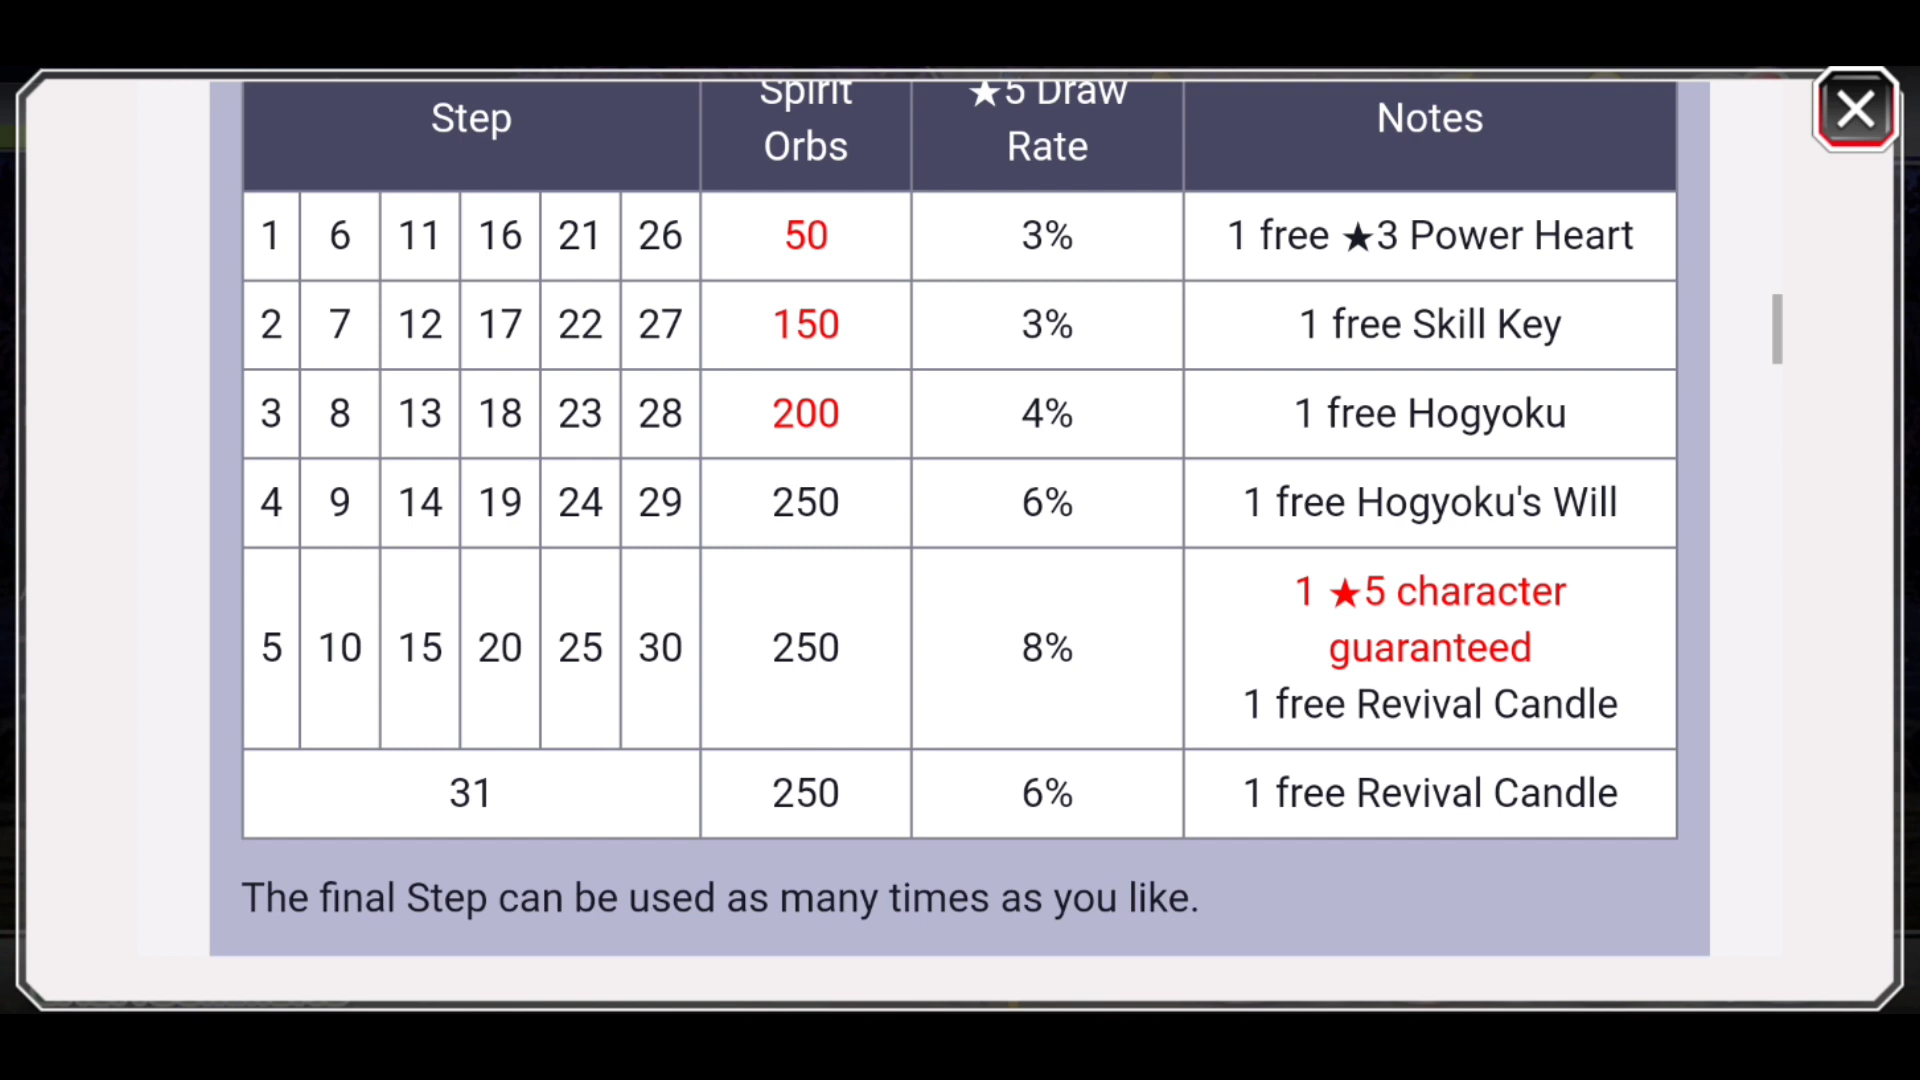 Step
Spirit
Orbs
★5 Draw
Rate
Notes
1 6 11 16 21 26 50 3% 1 free ★3 Power Heart
2 7 12 17 22 27 150 3% 1 free Skill Key
3 8 13 18 23 28 200 4% 1 free Hogyoku
4 9 14 19 24 29 250 6% 1 free Hogyoku's Will
5 10 15 20 25 30 250 8% 1 ★5 character
guaranteed
1 free Revival Candle
31 250 6% 1 free Revival Candle
The final Step can be used as many times as you like.